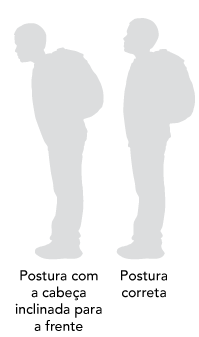 Postura com
a cabeça
inclinada para
a frente
Postura
correta